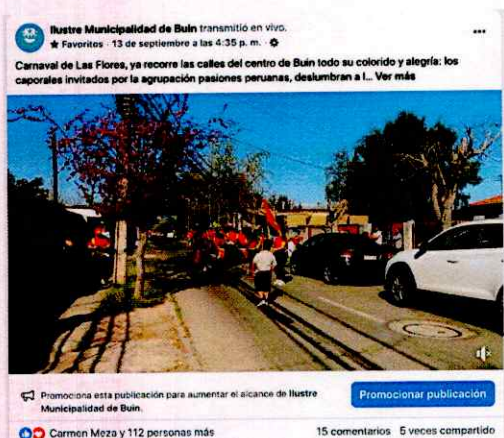 Ilustre Municipalidad de Buin transmitió en vivo.
Favoritos · 13 de septiembre a las 4:35 p. m. ·
Carnaval de Las Flores, ya recorre las calles del centro de Buin todo su colorido y alegría: los
caporales invitados por la agrupación pasiones peruanas, deslumbran a l... Ver más
Promociona esta publicación para aumentar el alcance de Ilustre
Municipalidad de Buin.
Promocionar publicación
Carmen Meza y 112 personas más
15 comentarios 5 veces compartido